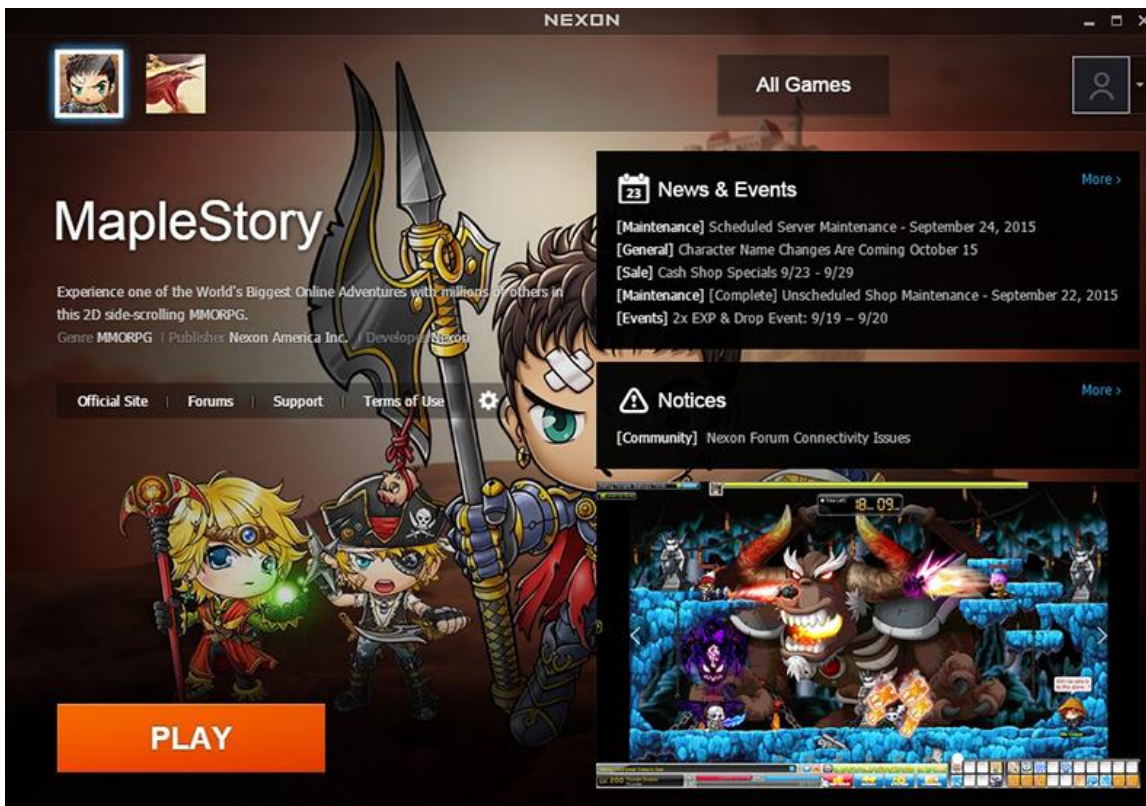 NEXON
All Games
MapleStory
Experience one of the World's Biggest Online Adventures with millions of others in
this 2D side-scrolling MMORPG.
Genre MMORPG | Publisher Nexon America Inc. | Developer Nexon
Official Site | Forums | Support | Terms of Use
PLAY
23 News & Events
More >
[Maintenance] Scheduled Server Maintenance - September 24, 2015
[General] Character Name Changes Are Coming October 15
[Sale] Cash Shop Specials 9/23 - 9/29
[Maintenance] [Complete] Unscheduled Shop Maintenance - September 22, 2015
[Events] 2x EXP & Drop Event: 9/19 – 9/20
Notices
More >
[Community] Nexon Forum Connectivity Issues
18 09